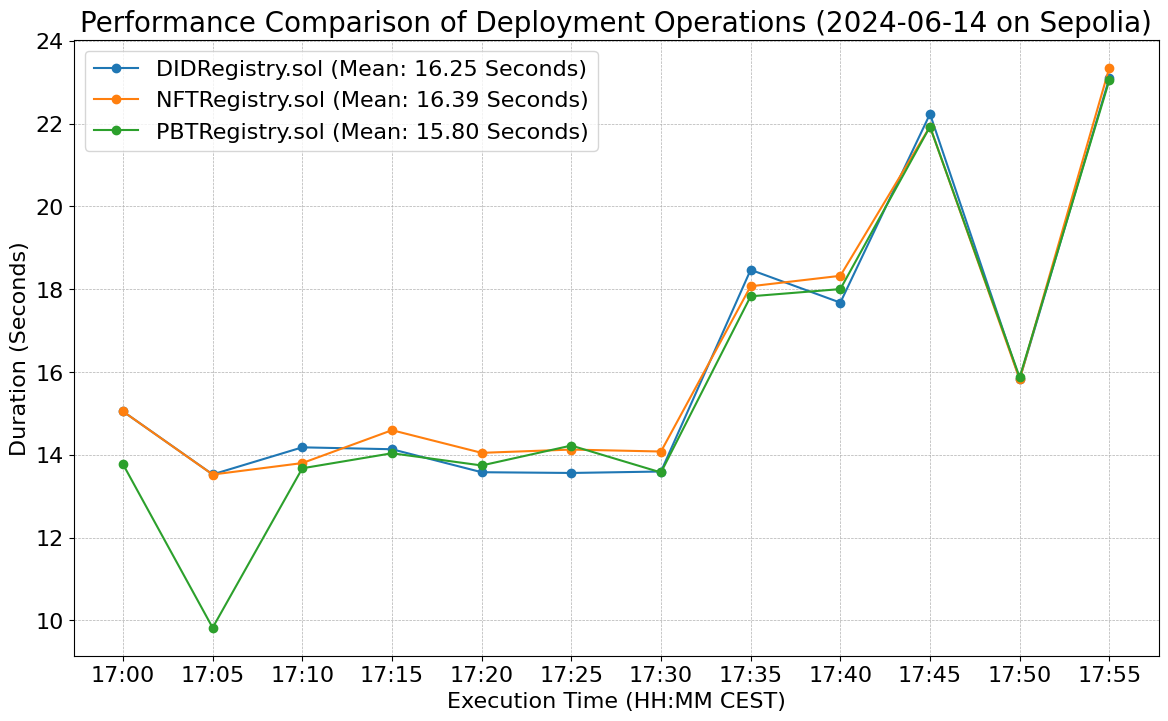 Performance Comparison of Deployment Operations (2024-06-14 on Sepolia)
DIDRegistry.sol (Mean: 16.25 Seconds)
NFTRegistry.sol (Mean: 16.39 Seconds)
PBTRegistry.sol (Mean: 15.80 Seconds)
Duration (Seconds)
24
22
20
18
16
14
12
10
17:00 17:05 17:10 17:15 17:20 17:25 17:30 17:35 17:40 17:45 17:50 17:55
Execution Time (HH:MM CEST)